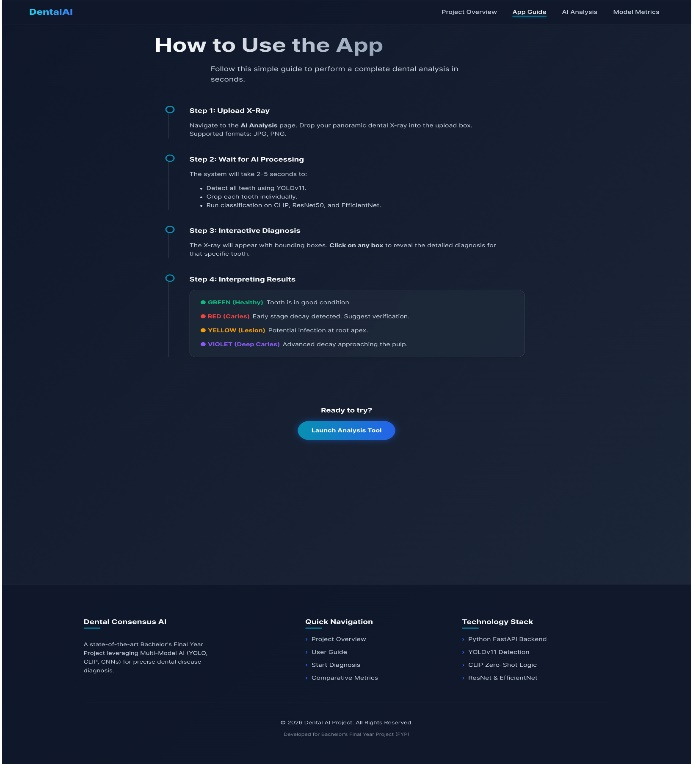 DentalAI
Project Overview App Guide AI Analysis Model Metrics
How to Use the App
Follow this simple guide to perform a complete dental analysis in
seconds.
Step 1: Upload X-Ray
Navigate to the AI Analysis page. Drop your panoramic dental X-ray into the upload box.
Supported formats: JPG, PNG.
Step 2: Wait for AI Processing
The system will take 2-5 seconds to:
Detect all teeth using YOLOv11.
Crop each tooth individually.
Run classification on CLIP, ResNet50, and EfficientNet.
Step 3: Interactive Diagnosis
The X-ray will appear with bounding boxes. Click on any box to reveal the detailed diagnosis for
that specific tooth.
Step 4: Interpreting Results
GREEN (Healthy) Tooth is in good condition.
RED (Caries) Early stage decay detected. Suggest verification.
YELLOW (Lesion) Potential infection at root apex.
VIOLET (Deep Caries) Advanced decay approaching the pulp.
Ready to try?
Launch Analysis Tool
Dental Consensus AI
A state-of-the-art Bachelor's Final Year
Project leveraging Multi-Model AI (YOLO,
CLIP, CNNs) for precise dental disease
diagnosis.
Quick Navigation
› Project Overview
› User Guide
› Start Diagnosis
› Comparative Metrics
Technology Stack
› Python FastAPI Backend
› YOLOv11 Detection
› CLIP Zero-Shot Logic
› ResNet & EfficientNet
© 2026 Dental AI Project. All Rights Reserved.
Developed for Bachelor's Final Year Project (FYP)